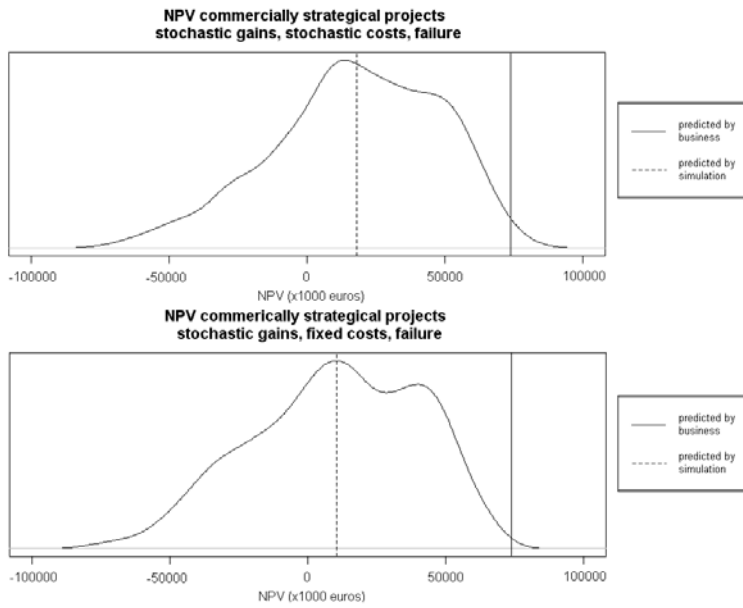 NPV commercially strategical projects
stochastic gains, stochastic costs, failure
predicted by
business
predicted by
simulation
-100000 -50000 0 50000 100000
NPV (x1000 euros)
NPV commerically strategical projects
stochastic gains, fixed costs, failure
predicted by
business
predicted by
simulation
-100000 -50000 0 50000 100000
NPV (x1000 euros)